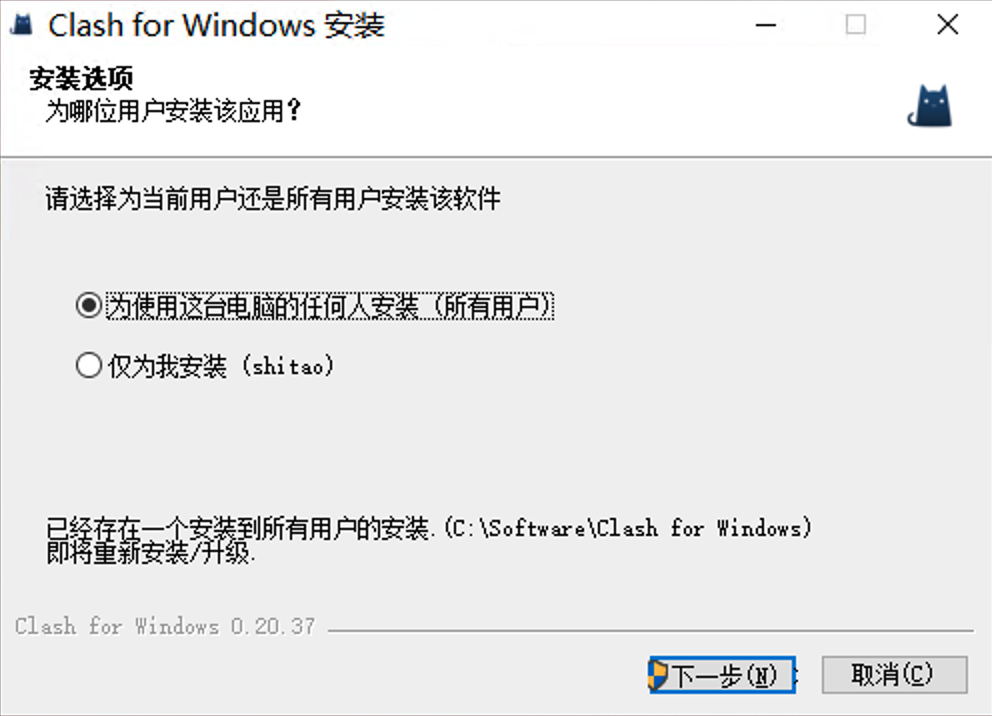 Clash for Windows 安装
安装选项
为哪位用户安装该应用？
请选择为当前用户还是所有用户安装该软件
为使用这台电脑的任何人安装（所有用户）
仅为我安装（shitao）
已经存在一个安装到所有用户的安装.(C:\Software\Clash for Windows)
即将重新安装/升级.
Clash for Windows 0.20.37
下一步(N)
取消(C)